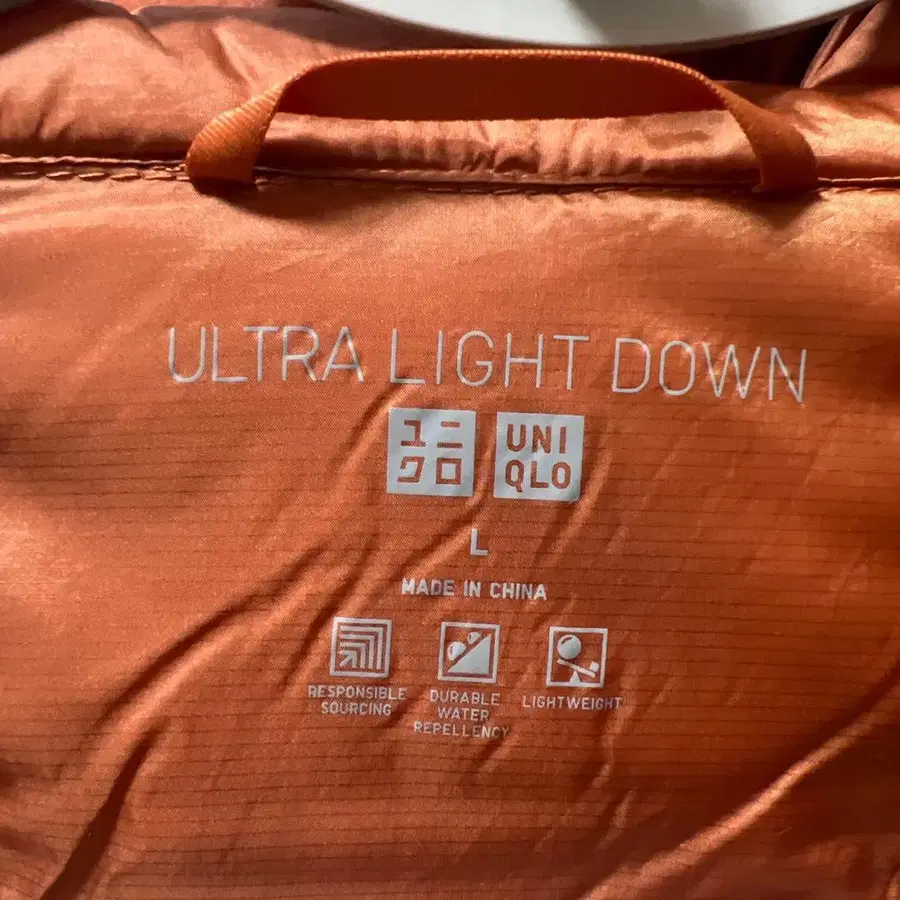 ULTRA LIGHT DOWN
ユニ
クロ
UNI
QLO
L
MADE IN CHINA
RESPONSIBLE
SOURCING
DURABLE
WATER
REPELLENCY
LIGHTWEIGHT